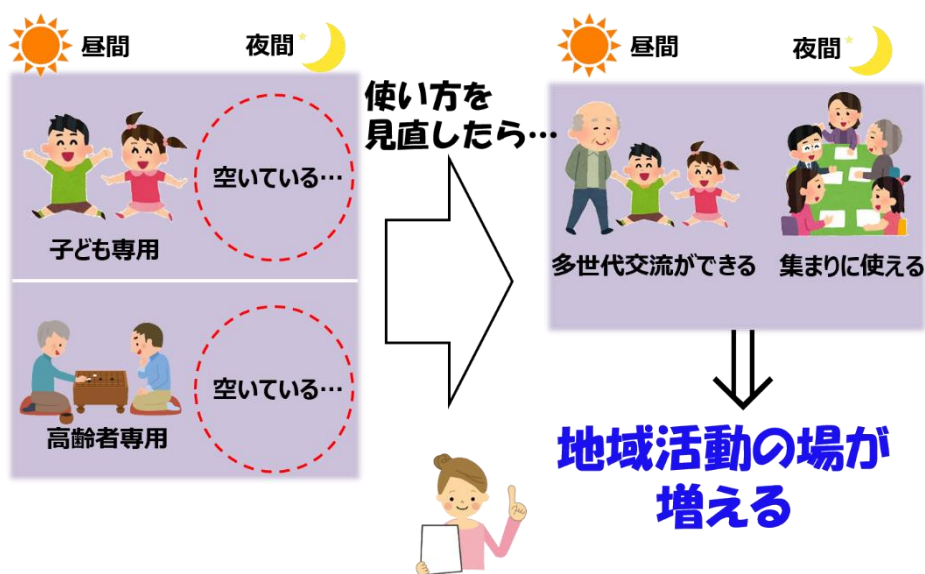 昼間
夜間
空いている…
子ども専用
空いている…
高齢者専用
使い方を
見直したら…
昼間
夜間
多世代交流ができる
集まりに使える
地域活動の場が
増える